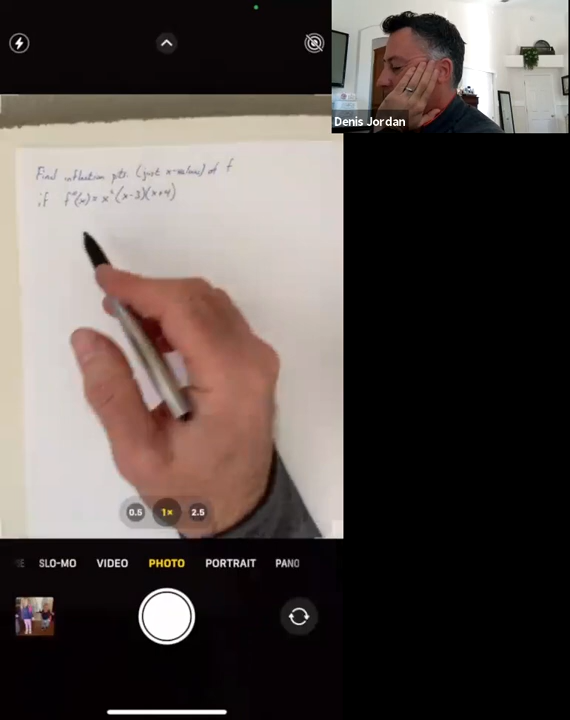 Denis Jordan
Find inflection pts. (just x-values) of f
if f"(x) = x²(x-3)(x+4)
0.5 1× 2.5
SLO-MO VIDEO PHOTO PORTRAIT PANO